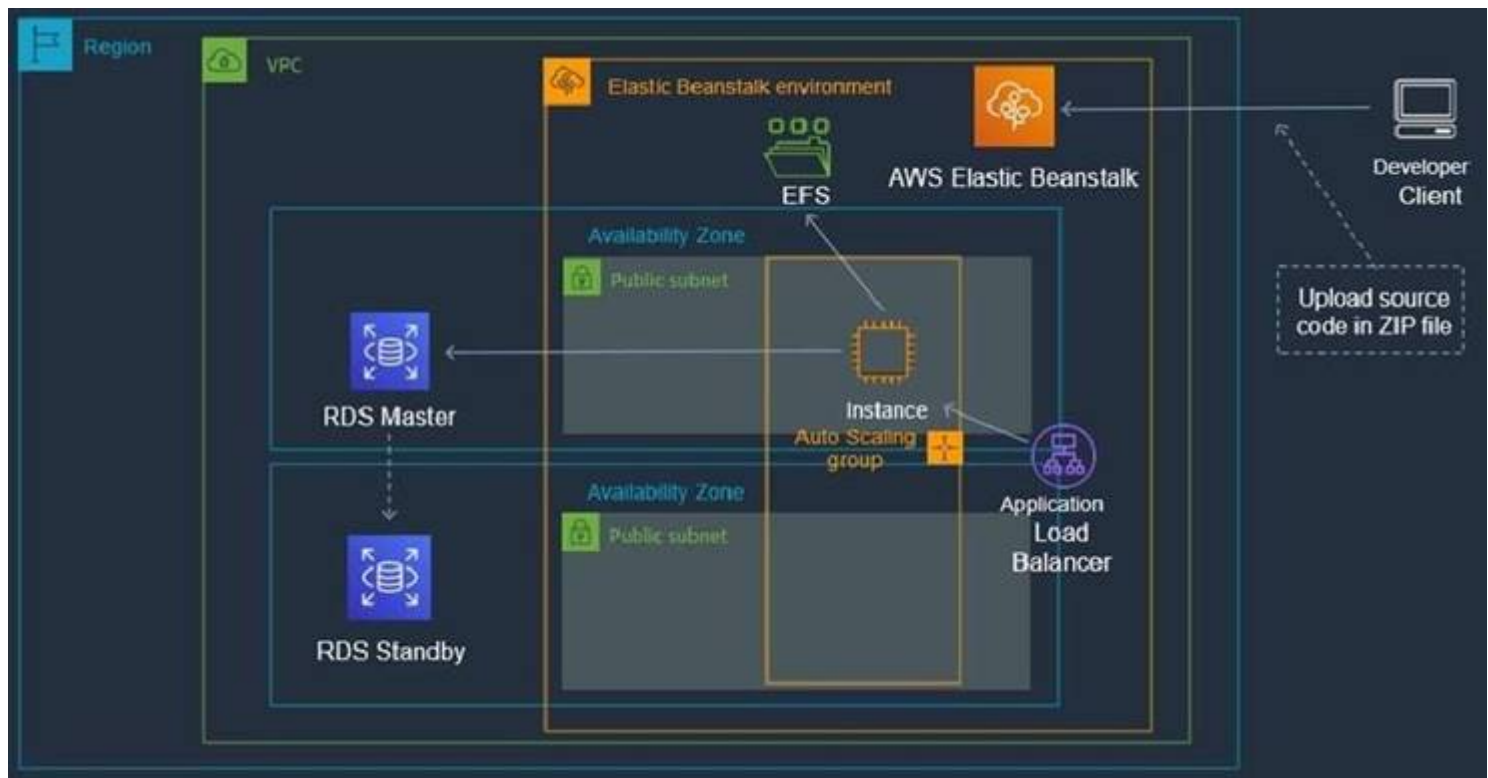 Region
VPC
Elastic Beanstalk environment
EFS
AWS Elastic Beanstalk
Developer
Client
Upload source
code in ZIP file
Availability Zone
Public subnet
RDS Master
Instance
Auto Scaling
group
Application
Load
Balancer
Availability Zone
Public subnet
RDS Standby